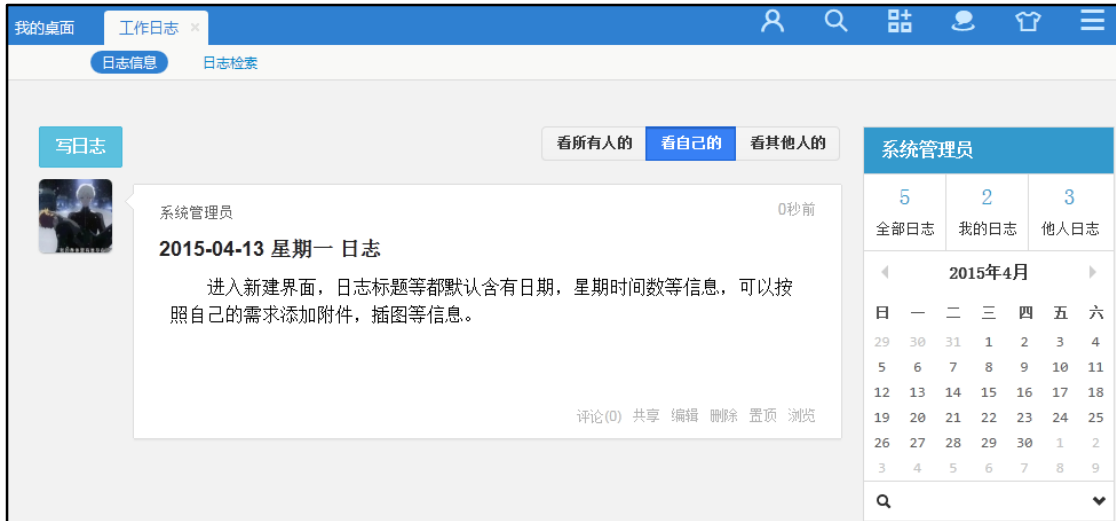 我的桌面 工作日志 ×
日志信息 日志检索
写日志 看所有人的 看自己的 看其他人的
系统管理员 0秒前
2015-04-13 星期一 日志
进入新建界面，日志标题等都默认含有日期，星期时间数等信息，可以按
照自己的需求添加附件，插图等信息。
评论(0) 共享 编辑 删除 置顶 浏览
系统管理员
5 2 3
全部日志 我的日志 他人日志
2015年4月
日 一 二 三 四 五 六
29 30 31 1 2 3 4
5 6 7 8 9 10 11
12 13 14 15 16 17 18
19 20 21 22 23 24 25
26 27 28 29 30 1 2
3 4 5 6 7 8 9